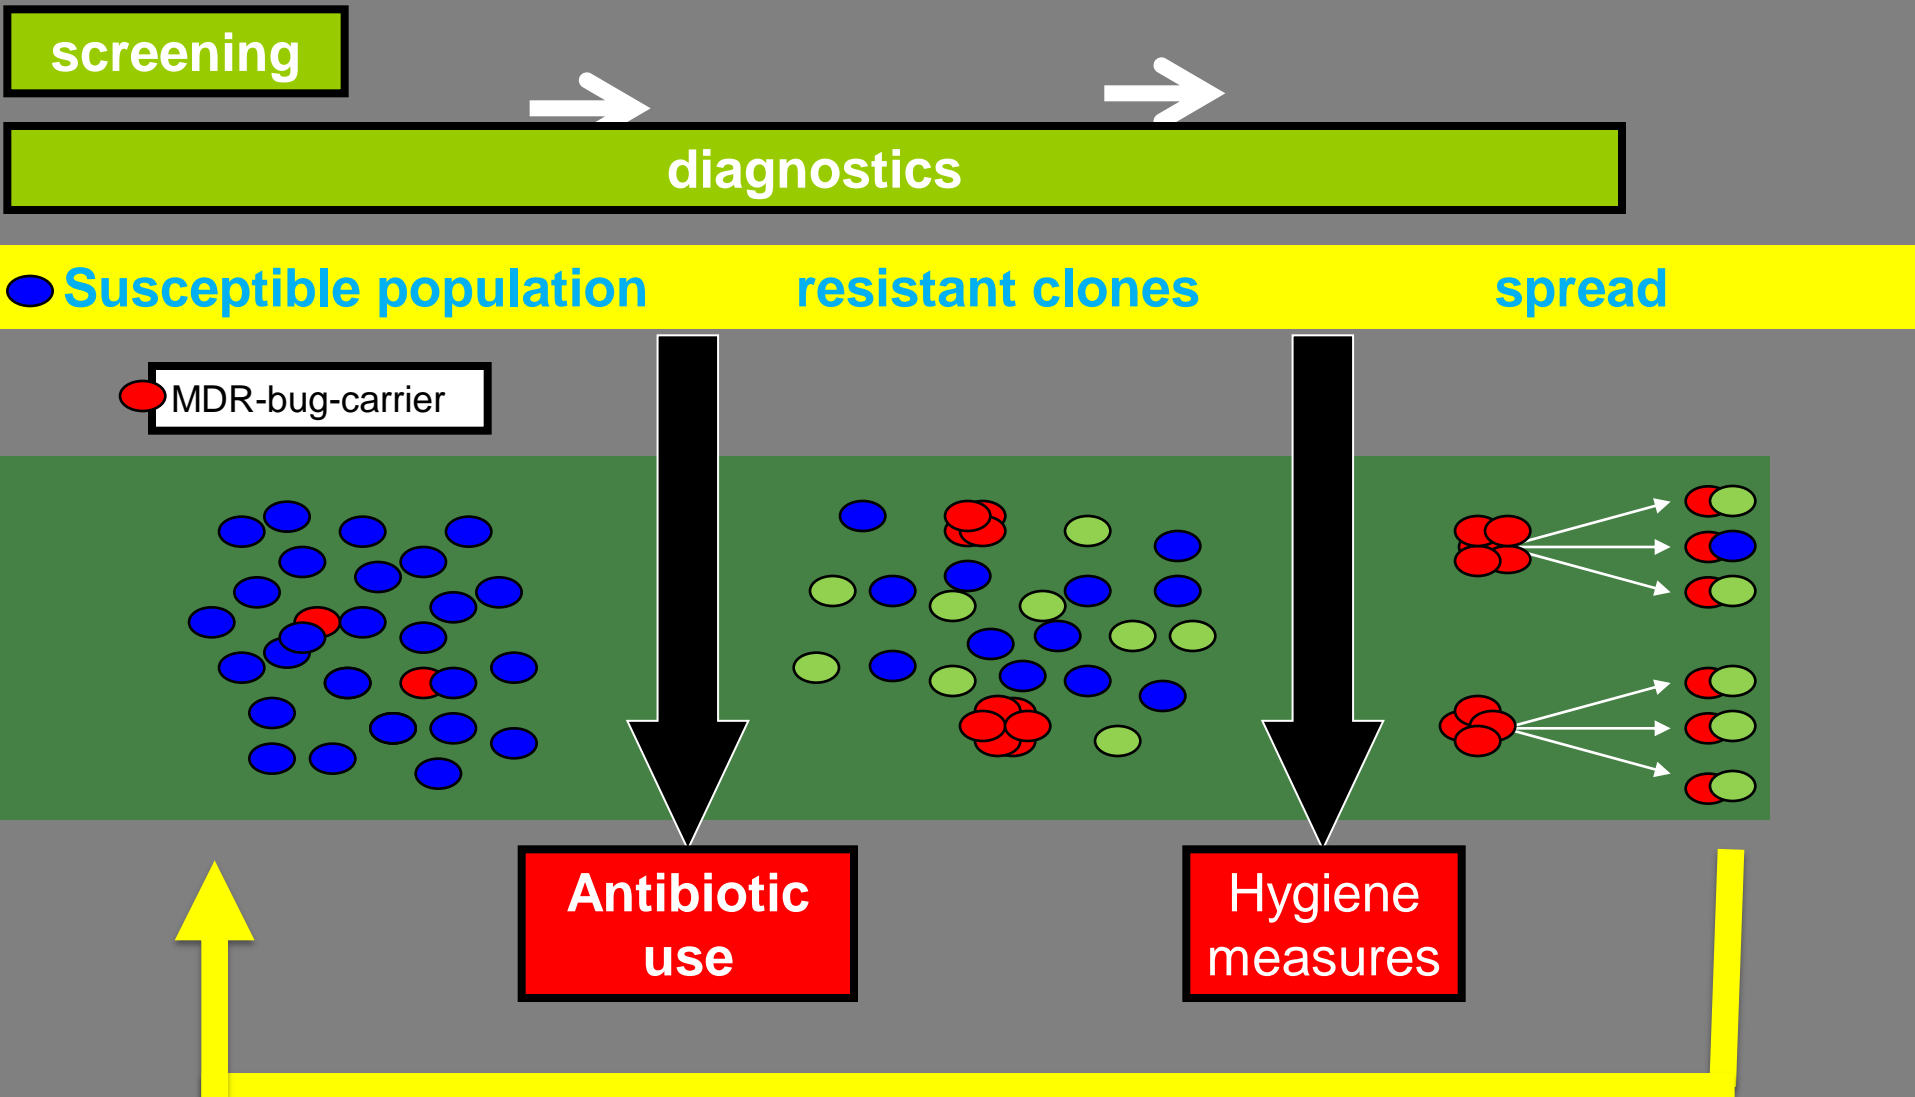 screening
diagnostics
Susceptible population resistant clones spread
MDR-bug-carrier
Antibiotic
use
Hygiene
measures